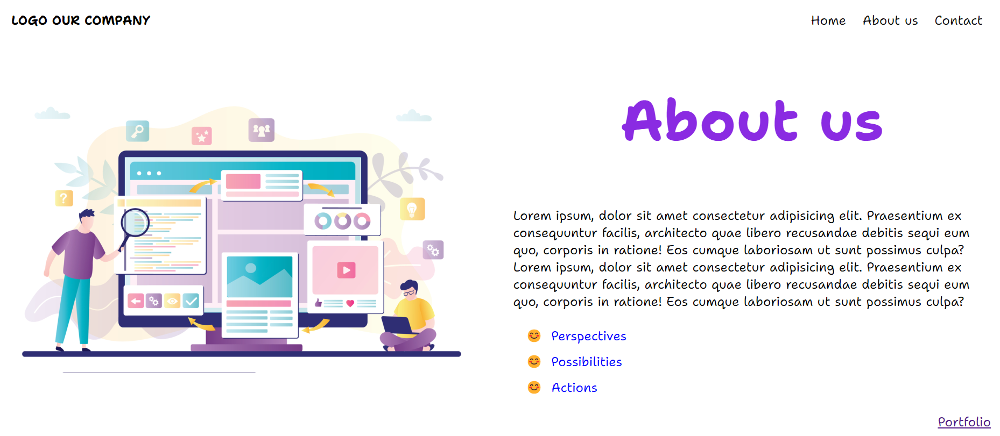 LOGO OUR COMPANY
Home About us Contact
About us
Lorem ipsum, dolor sit amet consectetur adipisicing elit. Praesentium ex
consequuntur facilis, architecto quae libero recusandae debitis sequi eum
quo, corporis in ratione! Eos cumque laboriosam ut sunt possimus culpa?
Lorem ipsum, dolor sit amet consectetur adipisicing elit. Praesentium ex
consequuntur facilis, architecto quae libero recusandae debitis sequi eum
quo, corporis in ratione! Eos cumque laboriosam ut sunt possimus culpa?
😊 Perspectives
😊 Possibilities
😊 Actions
Portfolio
?